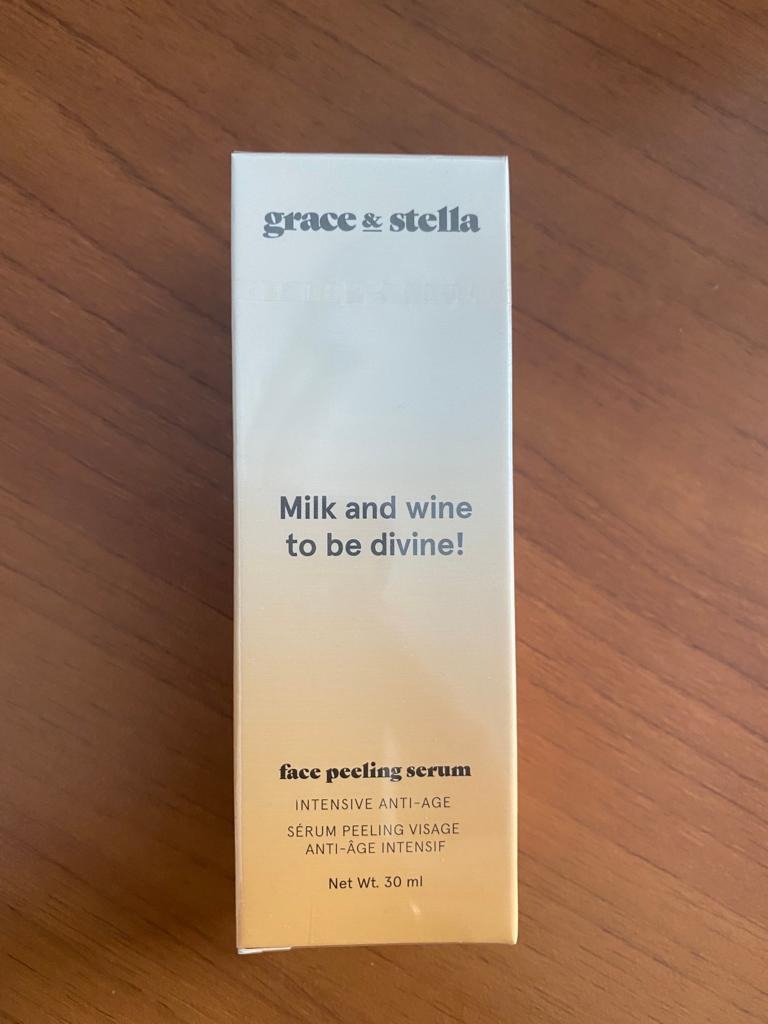 grace & stella
Milk and wine
to be divine!
face peeling serum
INTENSIVE ANTI-AGE
SÉRUM PEELING VISAGE
ANTI-ÂGE INTENSIF
Net Wt. 30 ml